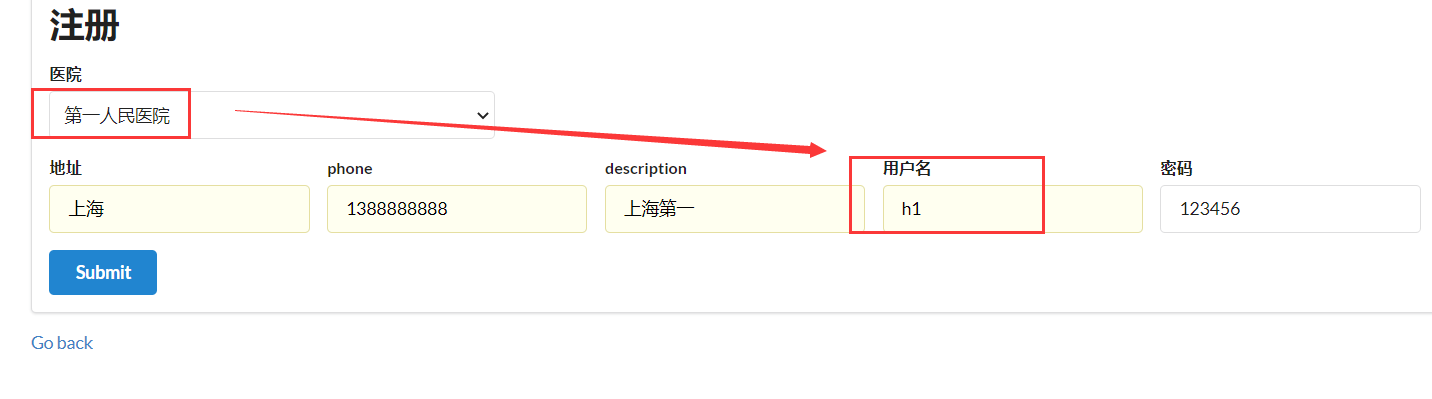 注册
医院
第一人民医院
地址 phone description 用户名 密码
上海 1388888888 上海第一 h1 123456
Submit
Go back